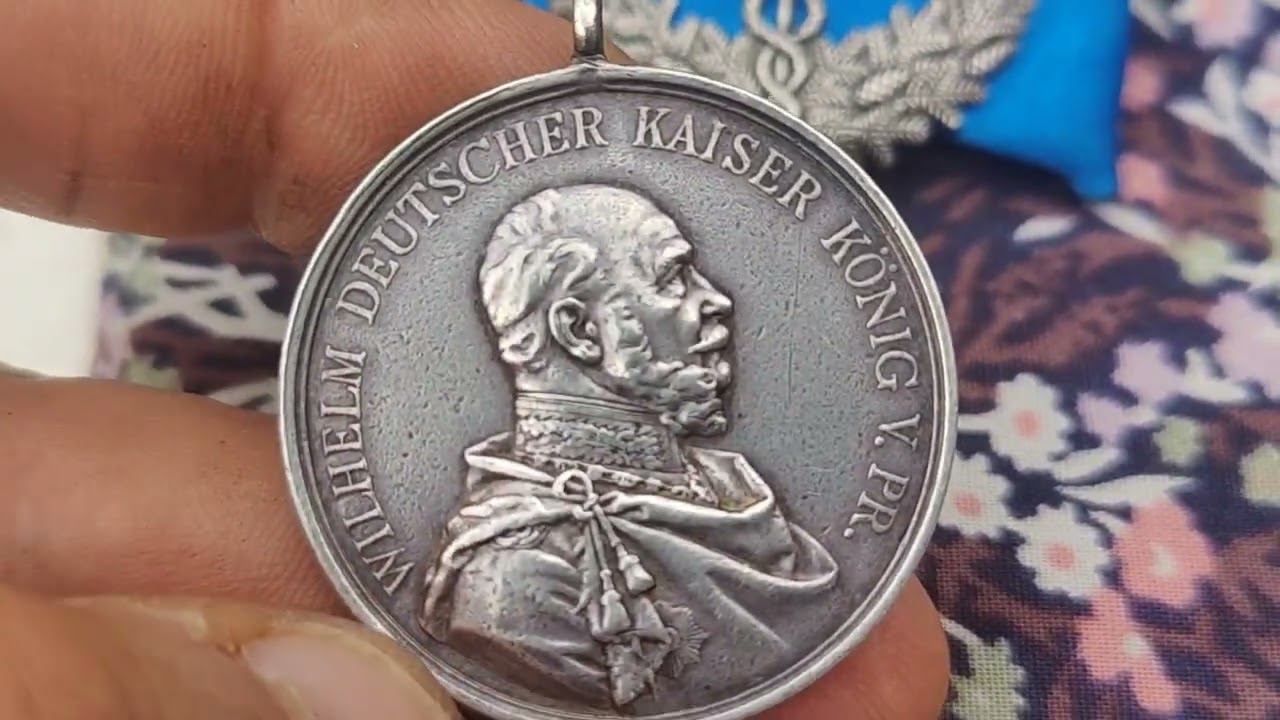 WILHELM DEUTSCHER KAISER KÖNIG V. PR.